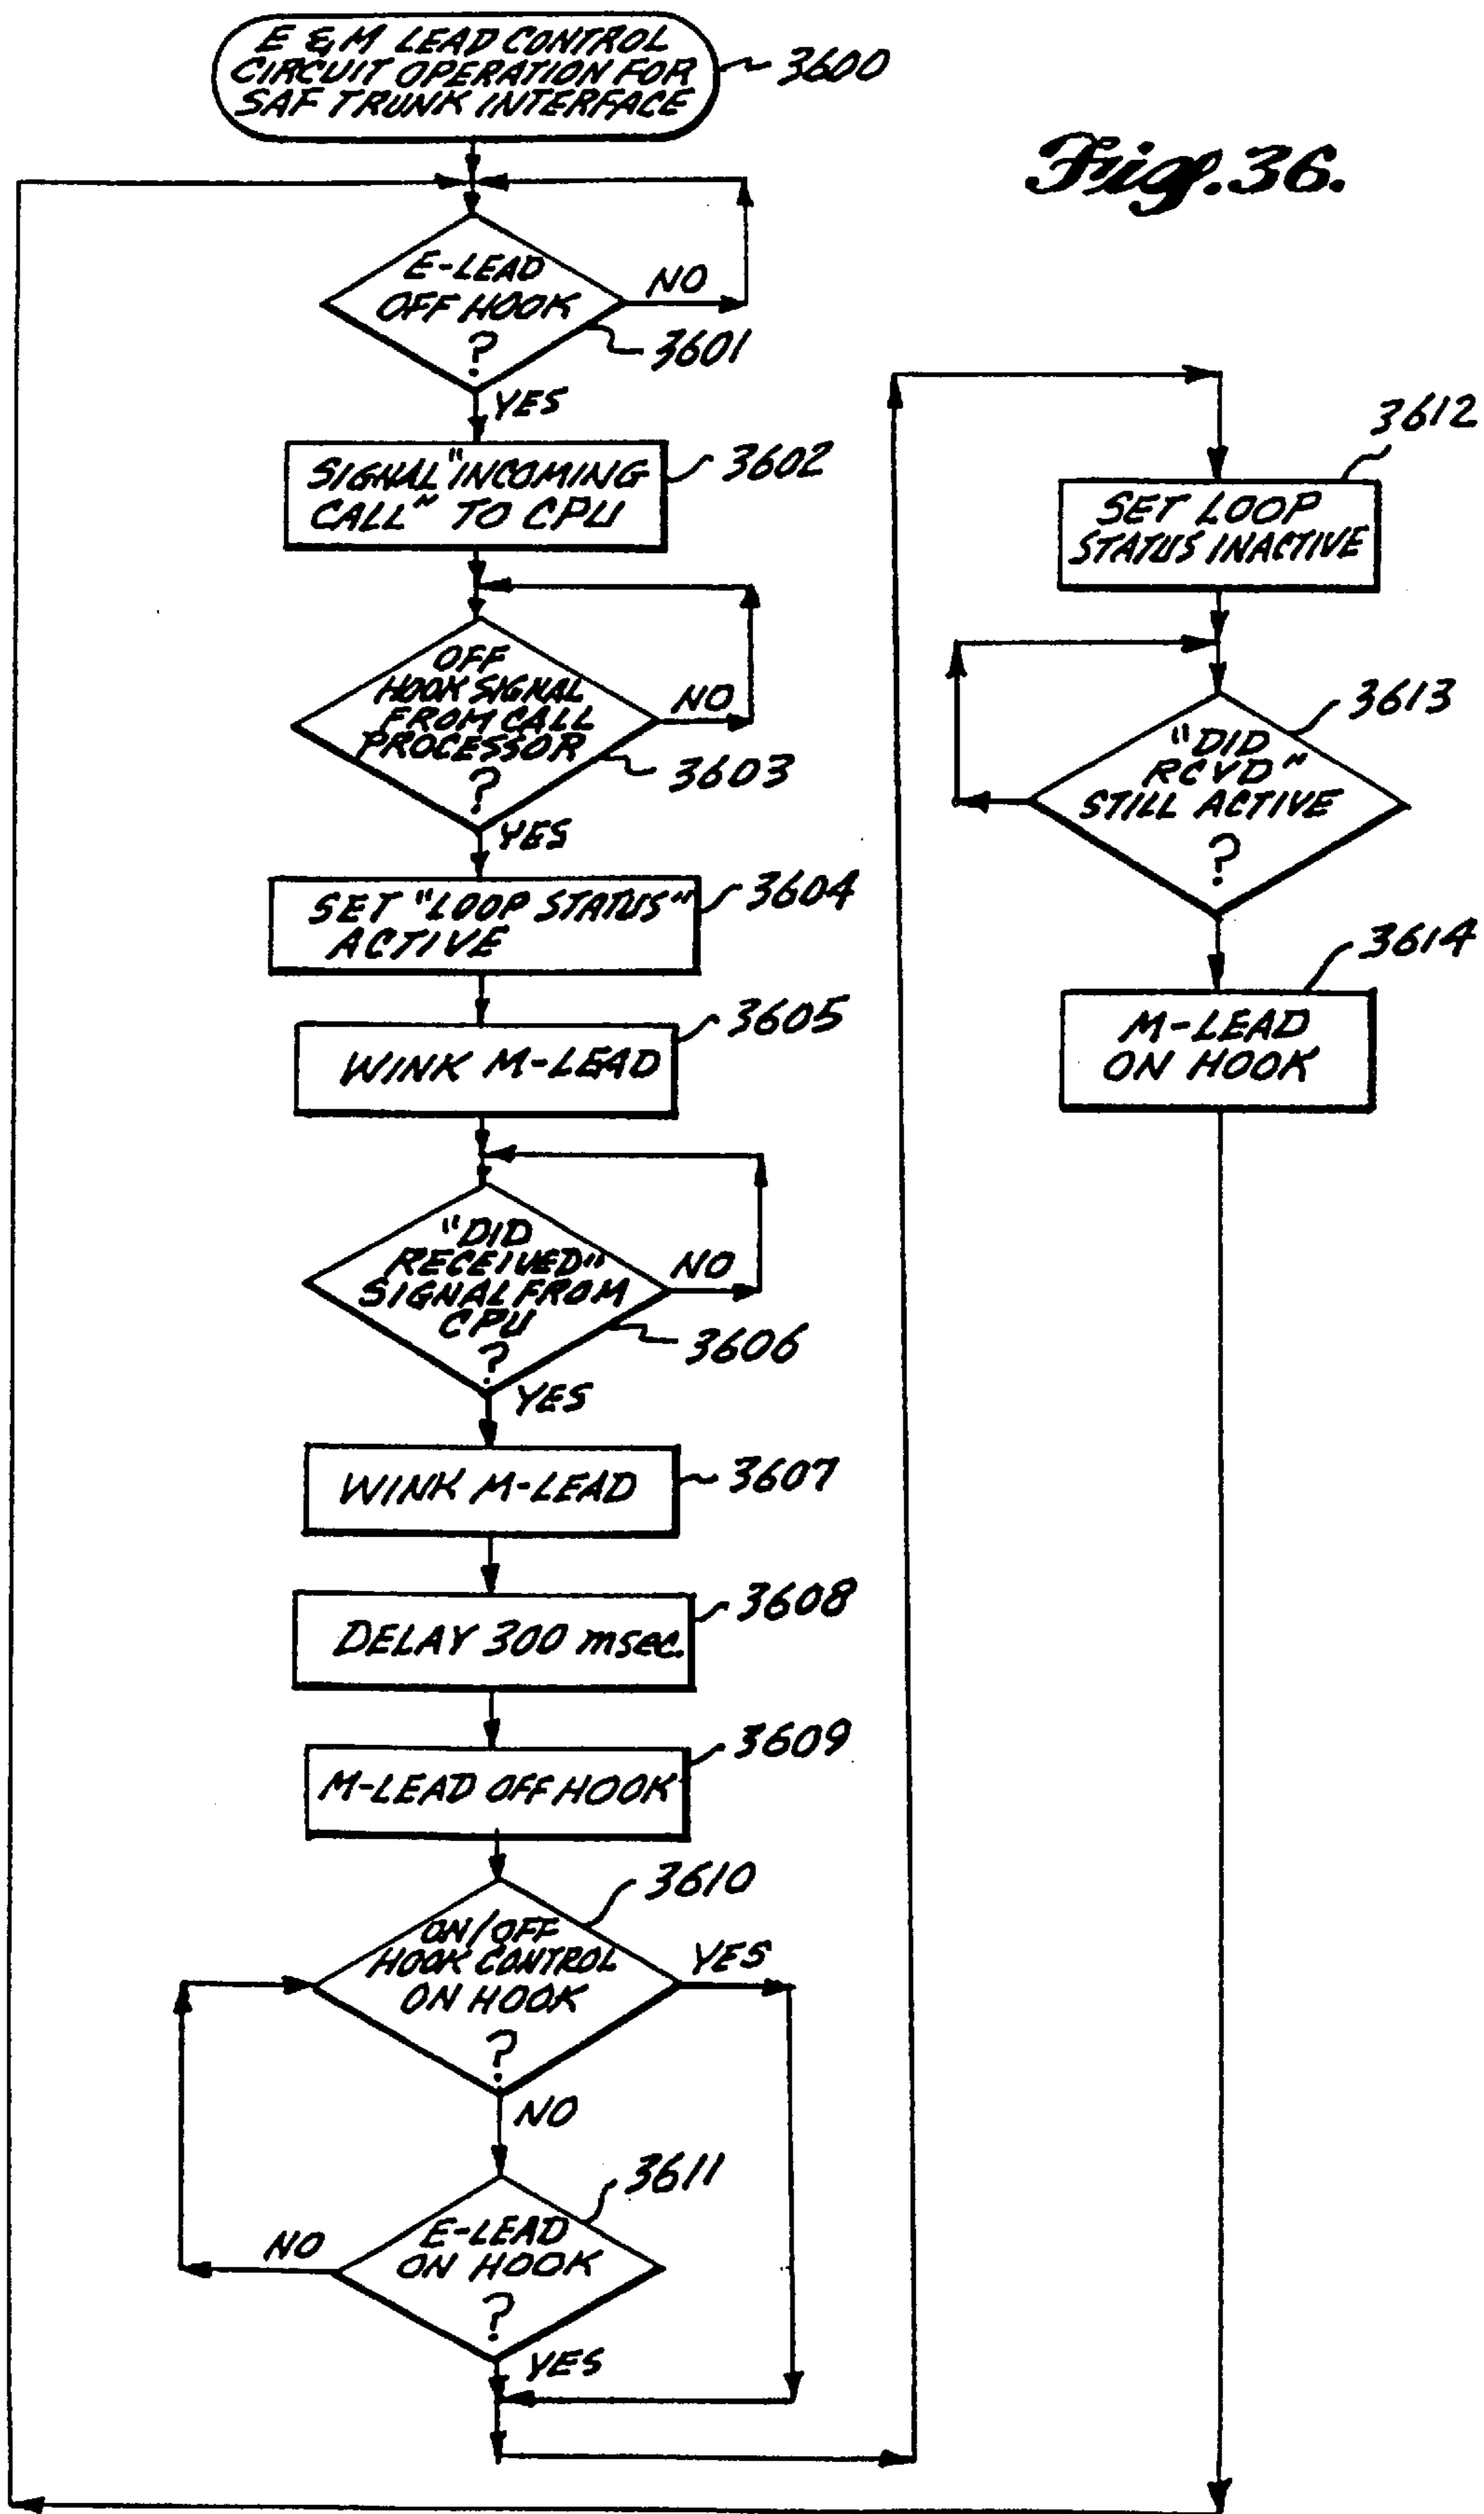 E & M LEAD CONTROL
CIRCUIT OPERATION FOR
SAF TRUNK INTERFACE
3600
Fig. 36.
E-LEAD
OFF HOOK
?
NO
3601
YES
SIGNAL "INCOMING
CALL" TO CPU
3602
OFF
HOOK SIGNAL
FROM CALL
PROCESSOR
?
NO
3603
YES
SET "LOOP STATUS"
ACTIVE
3604
WINK M-LEAD
3605
"DID
RECEIVED"
SIGNAL FROM
CPU
?
NO
3606
YES
WINK M-LEAD
3607
DELAY 300 msec.
3608
M-LEAD OFF HOOK
3609
ON/OFF
HOOK CONTROL
ON HOOK
?
3610
YES
NO
E-LEAD
ON HOOK
?
3611
NO
YES
SET LOOP
STATUS INACTIVE
3612
"DID
RCVD"
STILL ACTIVE
?
3613
M-LEAD
ON HOOK
3614